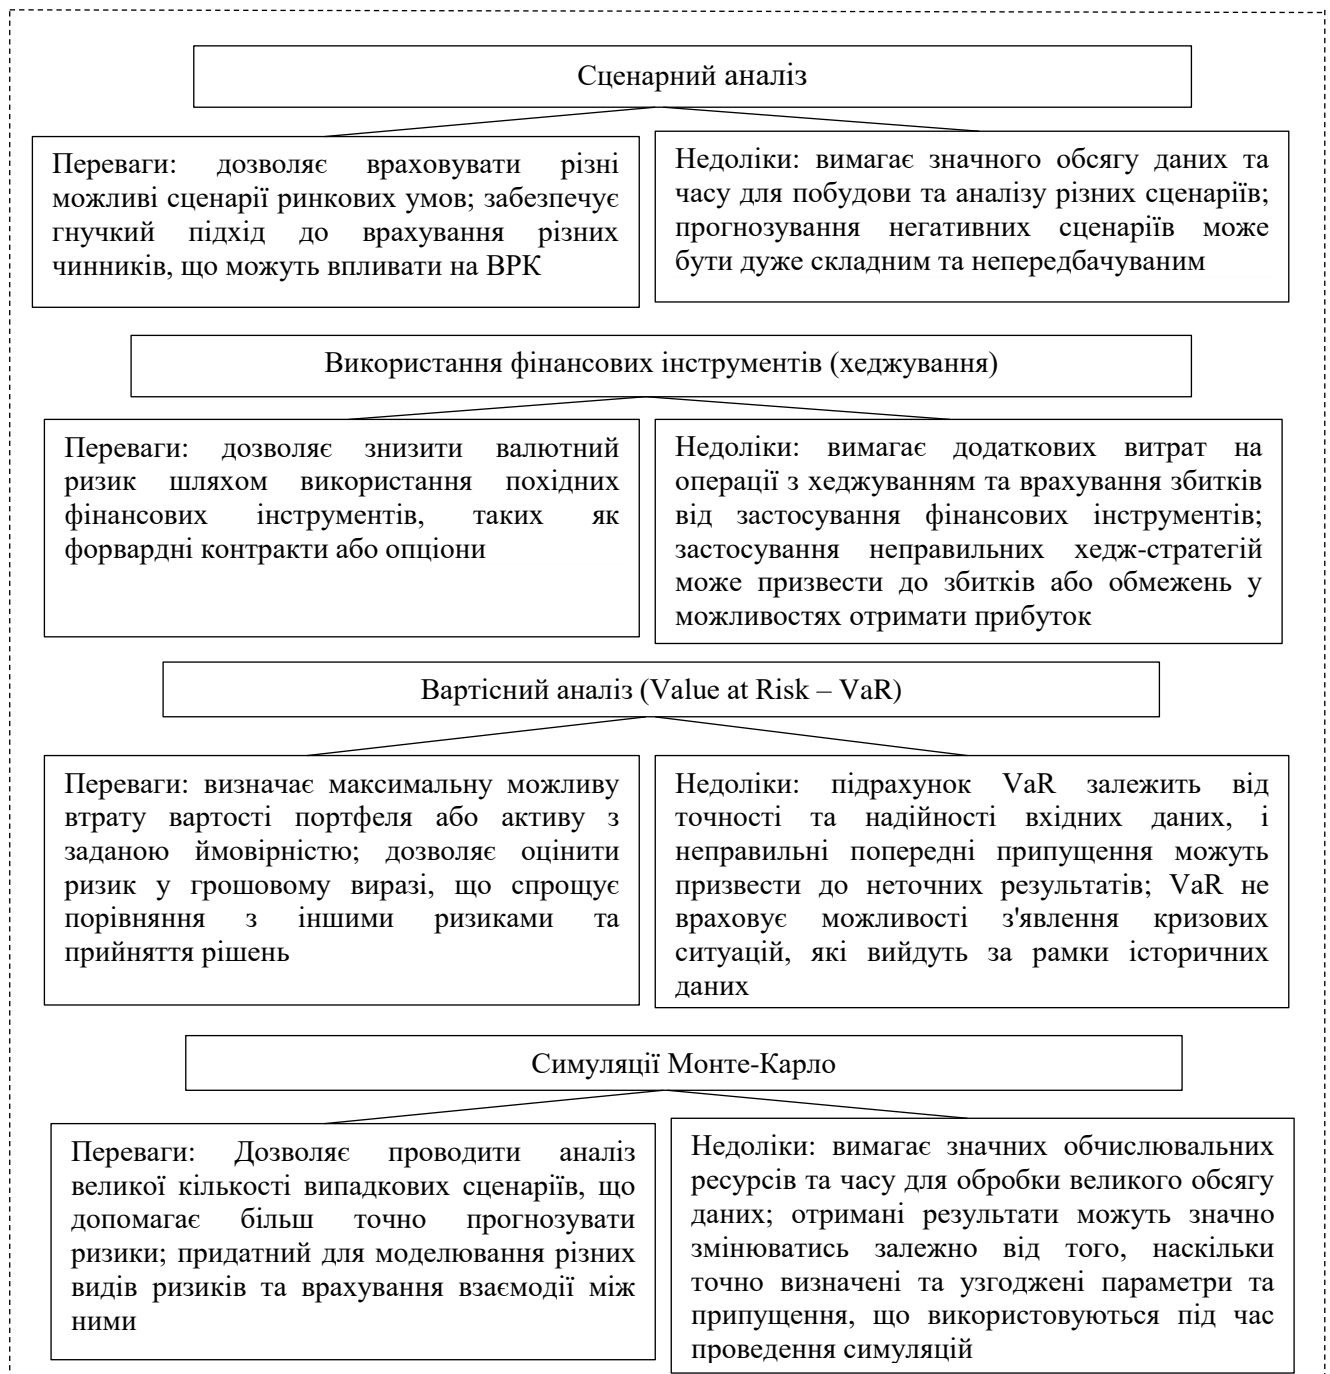 Сценарний аналіз
Переваги: дозволяє враховувати різні
можливі сценарії ринкових умов; забезпечує
гнучкий підхід до врахування різних
чинників, що можуть впливати на ВРК
Недоліки: вимагає значного обсягу даних та
часу для побудови та аналізу різних сценаріїв;
прогнозування негативних сценаріїв може
бути дуже складним та непередбачуваним
Використання фінансових інструментів (хеджування)
Переваги: дозволяє знизити валютний
ризик шляхом використання похідних
фінансових інструментів, таких як
форвардні контракти або опціони
Недоліки: вимагає додаткових витрат на
операції з хеджуванням та врахування збитків
від застосування фінансових інструментів;
застосування неправильних хедж-стратегій
може призвести до збитків або обмежень у
можливостях отримати прибуток
Вартісний аналіз (Value at Risk – VaR)
Переваги: визначає максимальну можливу
втрату вартості портфеля або активу з
заданою ймовірністю; дозволяє оцінити
ризик у грошовому виразі, що спрощує
порівняння з іншими ризиками та
прийняття рішень
Недоліки: підрахунок VaR залежить від
точності та надійності вхідних даних, і
неправильні попередні припущення можуть
призвести до неточних результатів; VaR не
враховує можливості з'явлення кризових
ситуацій, які вийдуть за рамки історичних
даних
Симуляції Монте-Карло
Переваги: Дозволяє проводити аналіз
великої кількості випадкових сценаріїв, що
допомагає більш точно прогнозувати
ризики; придатний для моделювання різних
видів ризиків та врахування взаємодії між
ними
Недоліки: вимагає значних обчислювальних
ресурсів та часу для обробки великого обсягу
даних; отримані результати можуть значно
змінюватись залежно від того, наскільки
точно визначені та узгоджені параметри та
припущення, що використовуються під час
проведення симуляцій